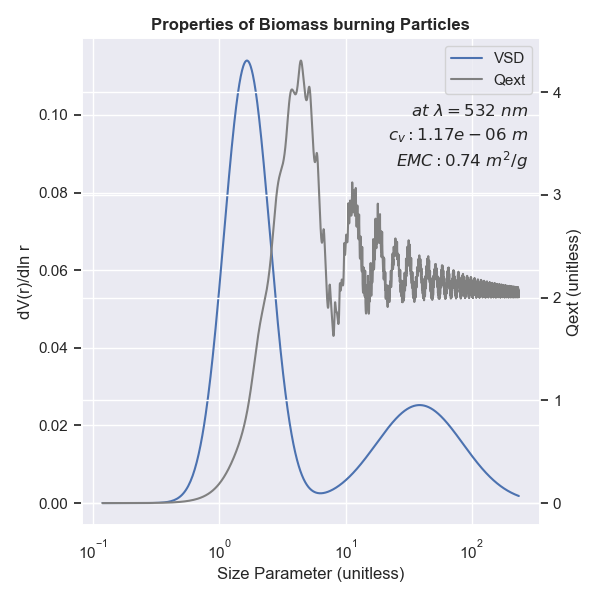 Properties of Biomass burning Particles
VSD
Qext
at λ = 532 nm
c_v : 1.17e − 06 m
EMC : 0.74 m²/g
dV(r)/dln r
0.10
0.08
0.06
0.04
0.02
0.00
4
3
2
1
0
Qext (unitless)
10⁻¹ 10⁰ 10¹ 10²
Size Parameter (unitless)